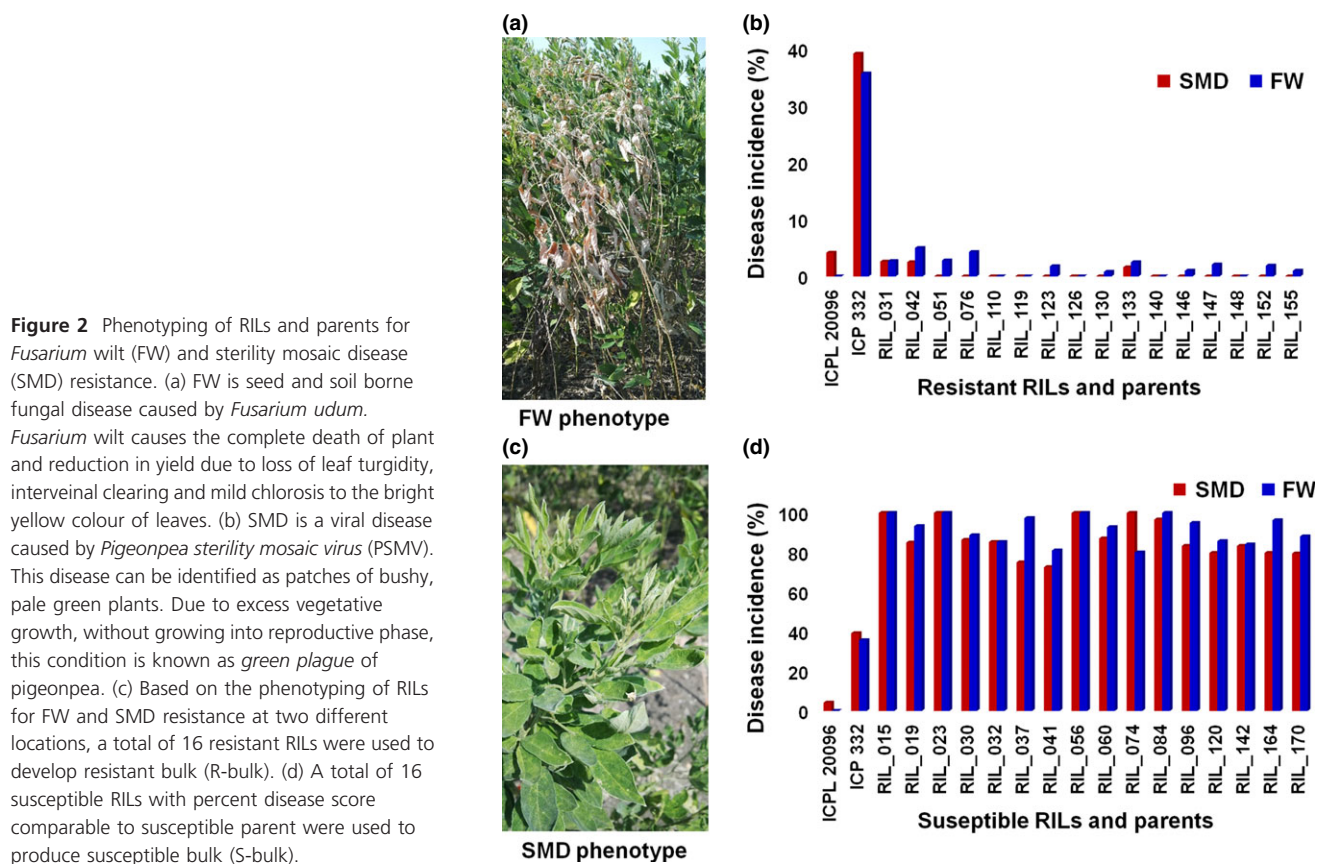 Figure 2 Phenotyping of RILs and parents for
Fusarium wilt (FW) and sterility mosaic disease
(SMD) resistance. (a) FW is seed and soil borne
fungal disease caused by Fusarium udum.
Fusarium wilt causes the complete death of plant
and reduction in yield due to loss of leaf turgidity,
interveinal clearing and mild chlorosis to the bright
yellow colour of leaves. (b) SMD is a viral disease
caused by Pigeonpea sterility mosaic virus (PSMV).
This disease can be identified as patches of bushy,
pale green plants. Due to excess vegetative
growth, without growing into reproductive phase,
this condition is known as green plague of
pigeonpea. (c) Based on the phenotyping of RILs
for FW and SMD resistance at two different
locations, a total of 16 resistant RILs were used to
develop resistant bulk (R-bulk). (d) A total of 16
susceptible RILs with percent disease score
comparable to susceptible parent were used to
produce susceptible bulk (S-bulk).
(a)
FW phenotype
(b)
Disease incidence (%)
40
30
20
10
0
SMD FW
ICPL 20096
ICP 332
RIL_031
RIL_042
RIL_051
RIL_076
RIL_110
RIL_119
RIL_123
RIL_126
RIL_130
RIL_133
RIL_140
RIL_146
RIL_147
RIL_148
RIL_152
RIL_155
Resistant RILs and parents
(c)
SMD phenotype
(d)
Disease incidence (%)
100
80
60
40
20
0
SMD FW
ICPL 20096
ICP 332
RIL_015
RIL_019
RIL_023
RIL_030
RIL_032
RIL_037
RIL_041
RIL_056
RIL_060
RIL_074
RIL_084
RIL_096
RIL_120
RIL_142
RIL_164
RIL_170
Suseptible RILs and parents